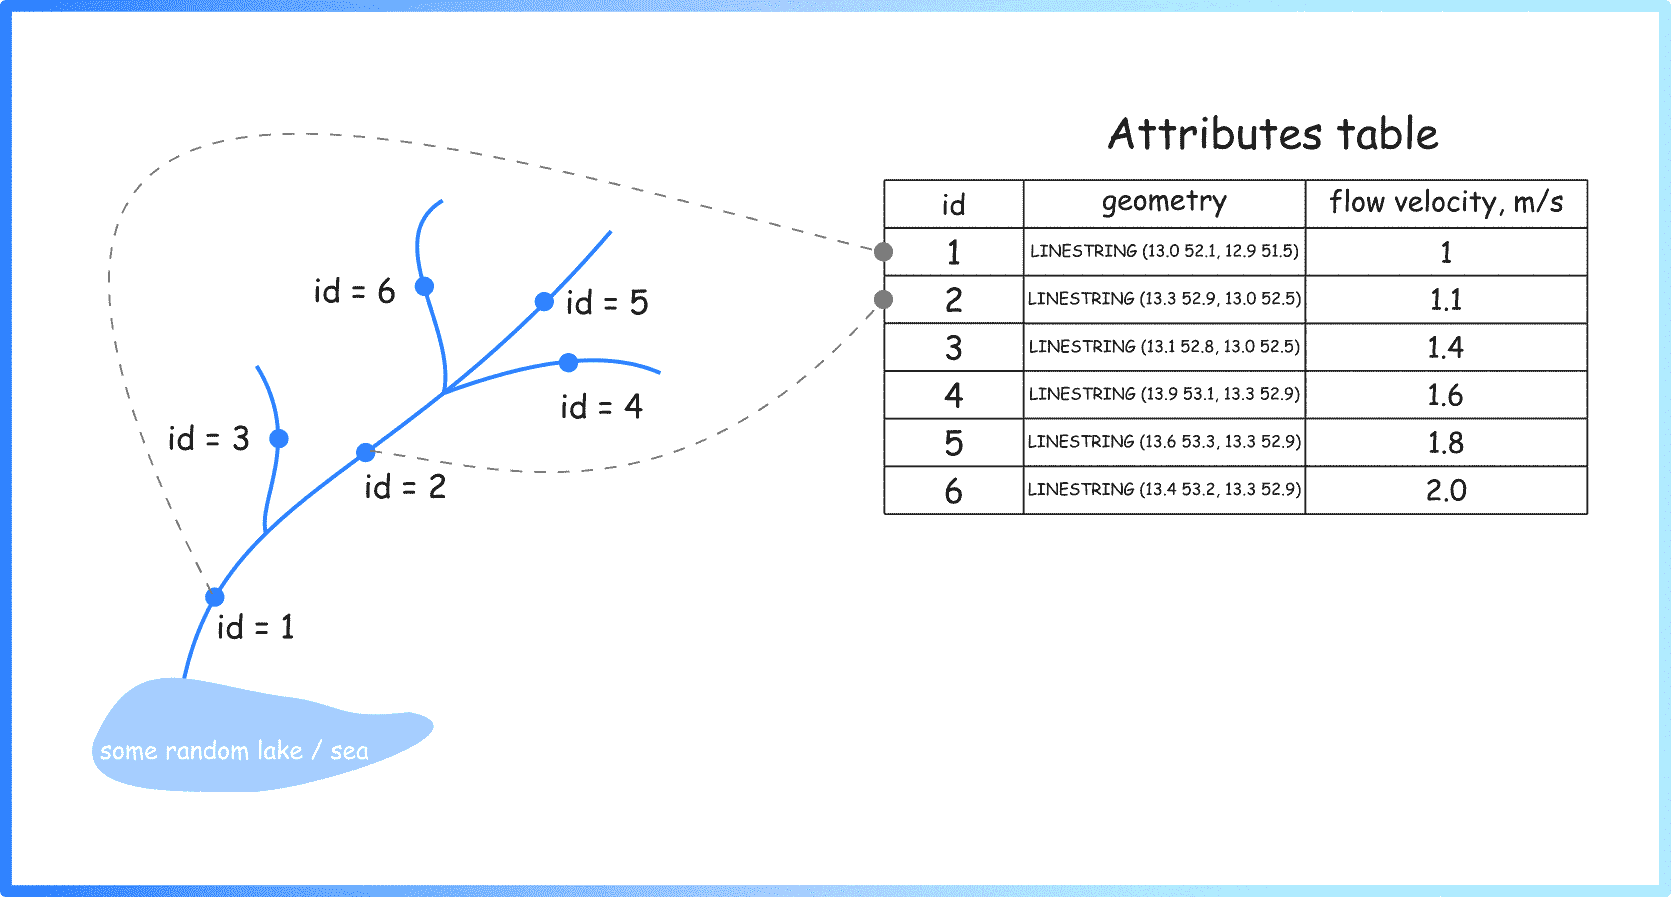 Attributes table
id geometry flow velocity, m/s
1 LINESTRING (13.0 52.1, 12.9 51.5) 1
2 LINESTRING (13.3 52.9, 13.0 52.5) 1.1
3 LINESTRING (13.1 52.8, 13.0 52.5) 1.4
4 LINESTRING (13.9 53.1, 13.3 52.9) 1.6
5 LINESTRING (13.6 53.3, 13.3 52.9) 1.8
6 LINESTRING (13.4 53.2, 13.3 52.9) 2.0
id = 6
id = 5
id = 4
id = 3
id = 2
id = 1
some random lake / sea